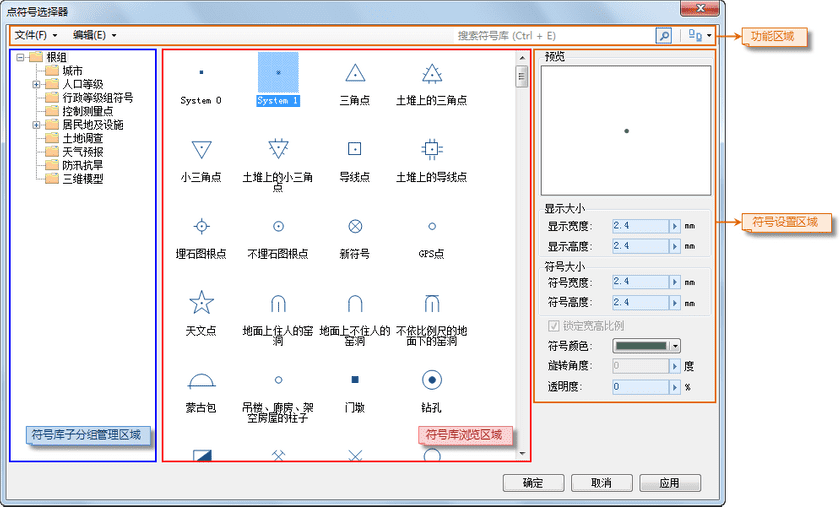 点符号选择器
文件(F)
编辑(E)
搜索符号库 (Ctrl + E)
功能区域
根组
城市
人口等级
行政等级组符号
控制测量点
居民地及设施
土地调查
天气预报
防汛抗旱
三维模型
符号库子分组管理区域
System 0
System 1
三角点
土堆上的三角点
小三角点
土堆上的小三角
点
导线点
土堆上的导线点
埋石图根点
不埋石图根点
新符号
GPS点
天文点
地面上住人的窑
洞
地面上不住人的
窑洞
不依比例尺的地
面下的窑洞
蒙古包
吊楼、廊房、架
空房屋的柱子
门墩
钻孔
符号库浏览区域
预览
显示大小
显示宽度: 2.4 mm
显示高度: 2.4 mm
符号大小
符号宽度: 2.4 mm
符号高度: 2.4 mm
锁定宽高比例
符号颜色:
旋转角度: 0 度
透明度: 0 %
符号设置区域
确定
取消
应用